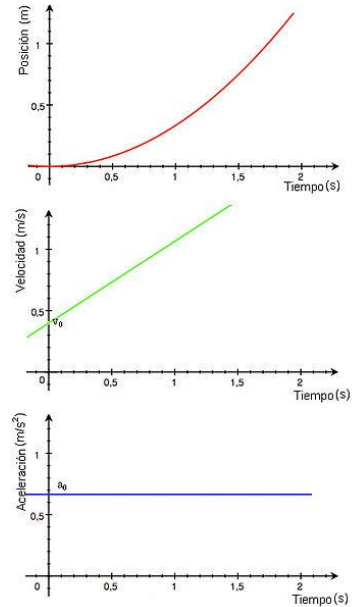 Posición (m)
1
0,5
0
0,5
1
1,5
2
Tiempo(s)
Velocidad (m/s)
1
0,5
v₀
0
0,5
1
1,5
2
Tiempo(s)
Aceleración (m/s²)
1
a₀
0,5
0
0,5
1
1,5
2
Tiempo(s)